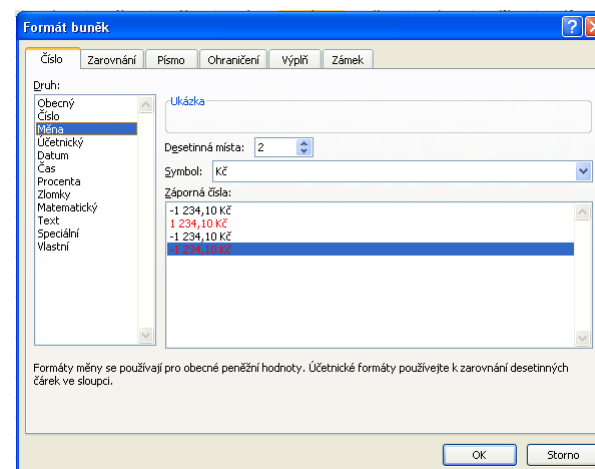 Formát buněk
Číslo Zarovnání Písmo Ohraničení Výplň Zámek
Druh:
Obecný
Číslo
Měna
Účetnický
Datum
Čas
Procenta
Zlomky
Matematický
Text
Speciální
Vlastní
Ukázka
Desetinná místa: 2
Symbol: Kč
Záporná čísla:
-1 234,10 Kč
1 234,10 Kč
-1 234,10 Kč
-1 234,10 Kč
Formáty měny se používají pro obecné peněžní hodnoty. Účetnické formáty používejte k zarovnání desetinných
čárek ve sloupci.
OK Storno